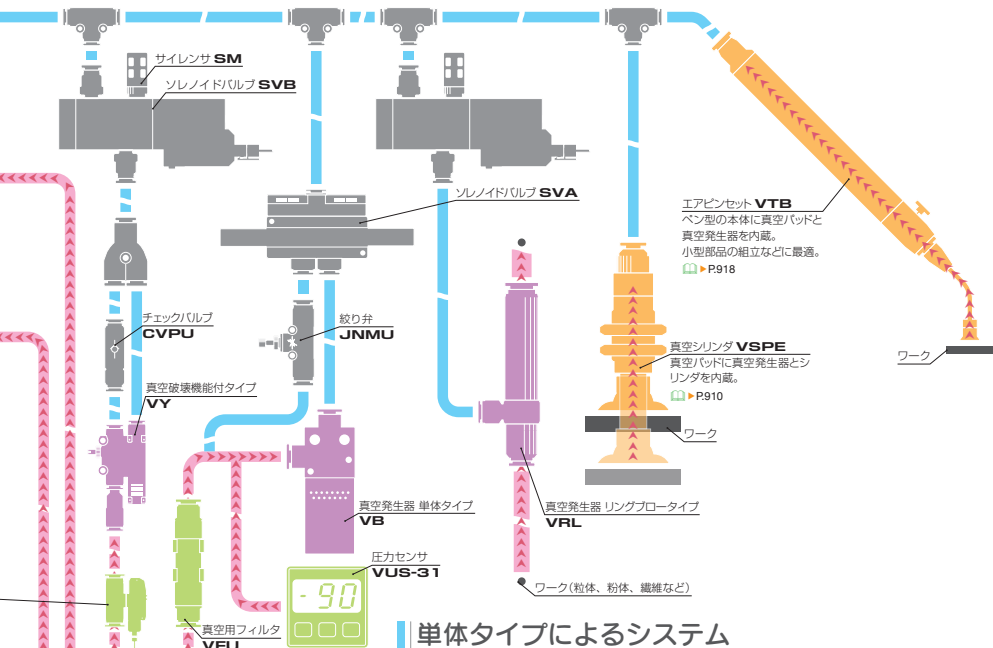 サイレンサ SM
ソレノイドバルブ SVB
ソレノイドバルブ SVA
エアピンセット VTB
ペン型の本体に真空パッドと
真空発生器を内蔵。
小型部品の組立などに最適。
P.918
チェックバルブ
CVPU
絞り弁
JNMU
真空シリンダ VSPE
真空パッドに真空発生器とシ
リンダを内蔵。
P.910
ワーク
真空破壊機能付タイプ
VY
ワーク
真空発生器 単体タイプ
VB
真空発生器 リングブロータイプ
VRL
圧力センサ
VUS-31
-90
ワーク(粒体、粉体、繊維など)
真空用フィルタ
VFU
単体タイプによるシステム